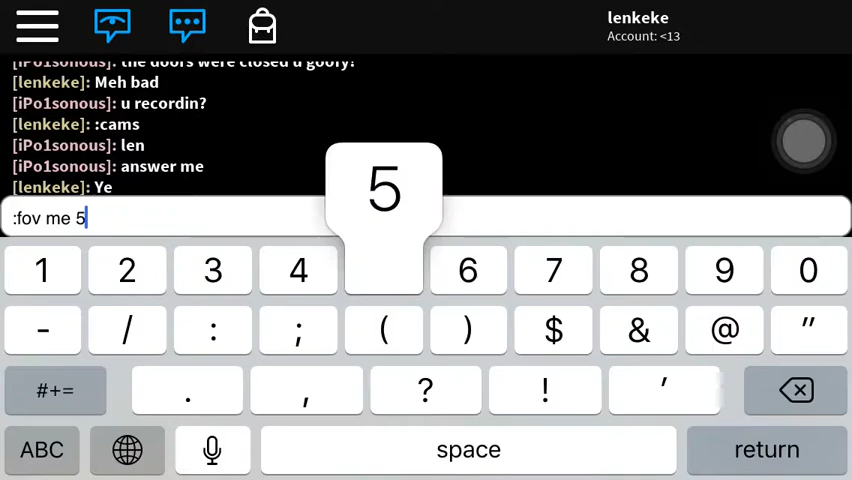 lenkeke
Account: <13
[iPo1sonous]: the doors were closed u goofy!
[lenkeke]: Meh bad
[iPo1sonous]: u recordin?
[lenkeke]: :cams
[iPo1sonous]: len
[iPo1sonous]: answer me
[lenkeke]: Ye
5
:fov me 5
1 2 3 4 6 7 8 9 0
- / : ; ( ) $ & @ "
#+= . , ? ! '
ABC space return